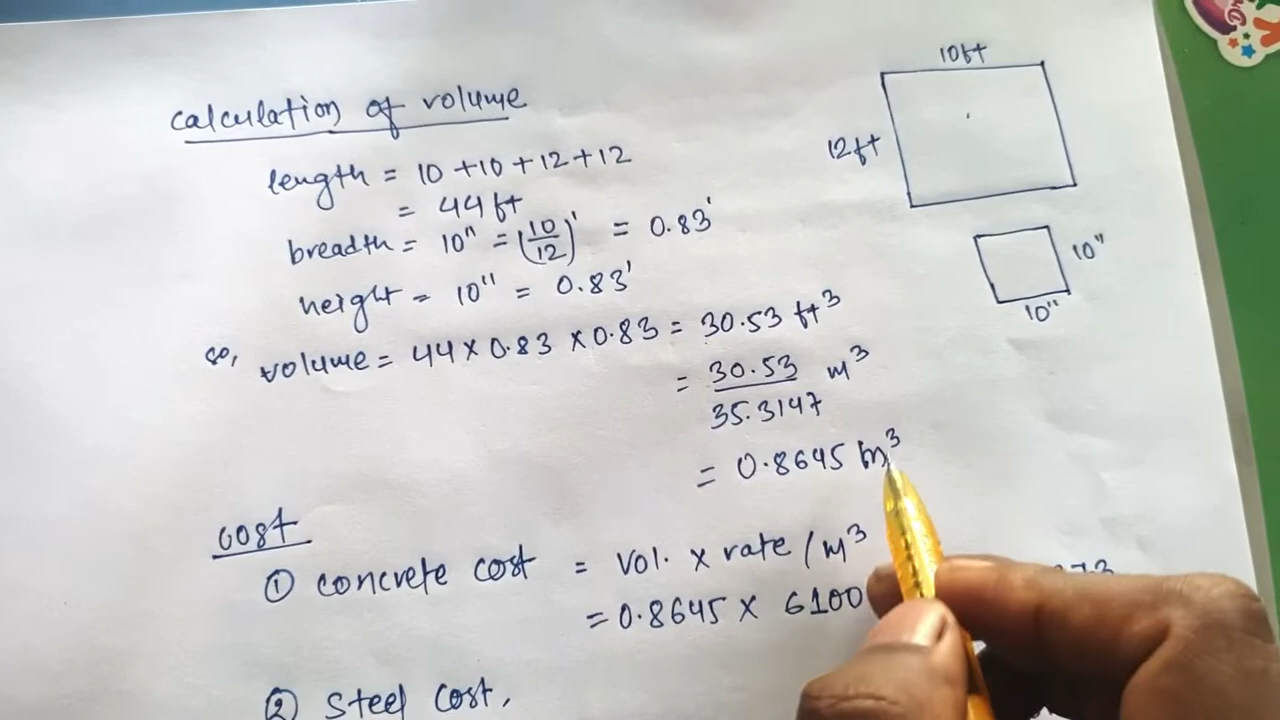 calculation of volume
length = 10 + 10 + 12 + 12
= 44 ft
breadth = 10" = (10/12)' = 0.83'
height = 10" = 0.83'
so, volume = 44 x 0.83 x 0.83 = 30.53 ft³
= 30.53/35.3147 m³
= 0.8645 m³
10ft
12ft
10"
10"
cost
① concrete cost = vol. x rate / m³
= 0.8645 x 6100
② steel cost,